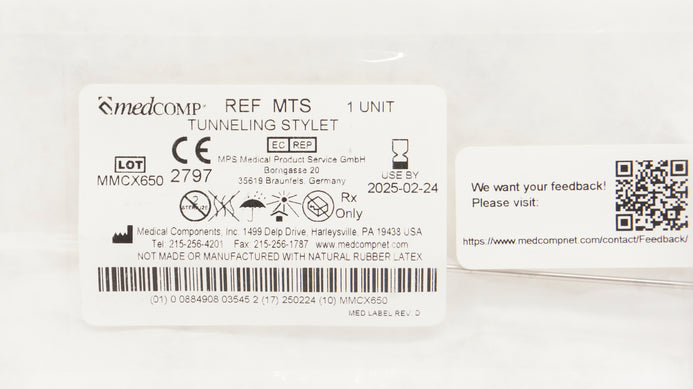 medCOMP REF MTS 1 UNIT
TUNNELING STYLET
LOT
MMCX650
CE
2797
EC REP
MPS Medical Product Service GmbH
Borngasse 20
35619 Braunfels, Germany
USE BY
2025-02-24
Rx
Only
Medical Components, Inc. 1499 Delp Drive, Harleysville, PA 19438 USA
Tel: 215-256-4201 Fax: 215-256-1787 www.medcompnet.com
NOT MADE OR MANUFACTURED WITH NATURAL RUBBER LATEX
(01) 0 0884908 03545 2 (17) 250224 (10) MMCX650
MED LABEL REV. D
We want your feedback!
Please visit:
https://www.medcompnet.com/contact/Feedback/